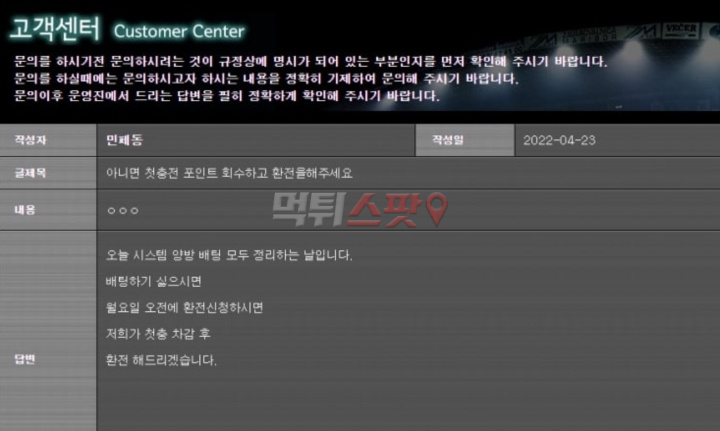 고객센터 Customer Center
문의를 하시기전 문의하시려는 것이 규정상에 명시가 되어 있는 부분인지를 먼저 확인해 주시기 바랍니다.
문의를 하실때에는 문의하시고자 하시는 내용을 정확히 기제하여 문의해 주시기 바랍니다.
문의이후 운영진에서 드리는 답변을 필히 정확하게 확인해 주시기 바랍니다.
작성자 민페동 작성일 2022-04-23
글제목 아니면 첫충전 포인트 회수하고 환전을해주세요
내용 ㅇㅇㅇ
먹튀스팟
오늘 시스템 양방 배팅 모두 정리하는 날입니다.
배팅하기 싫으시면
월요일 오전에 환전신청하시면
저희가 첫충 차감 후
답변 환전 해드리겠습니다.